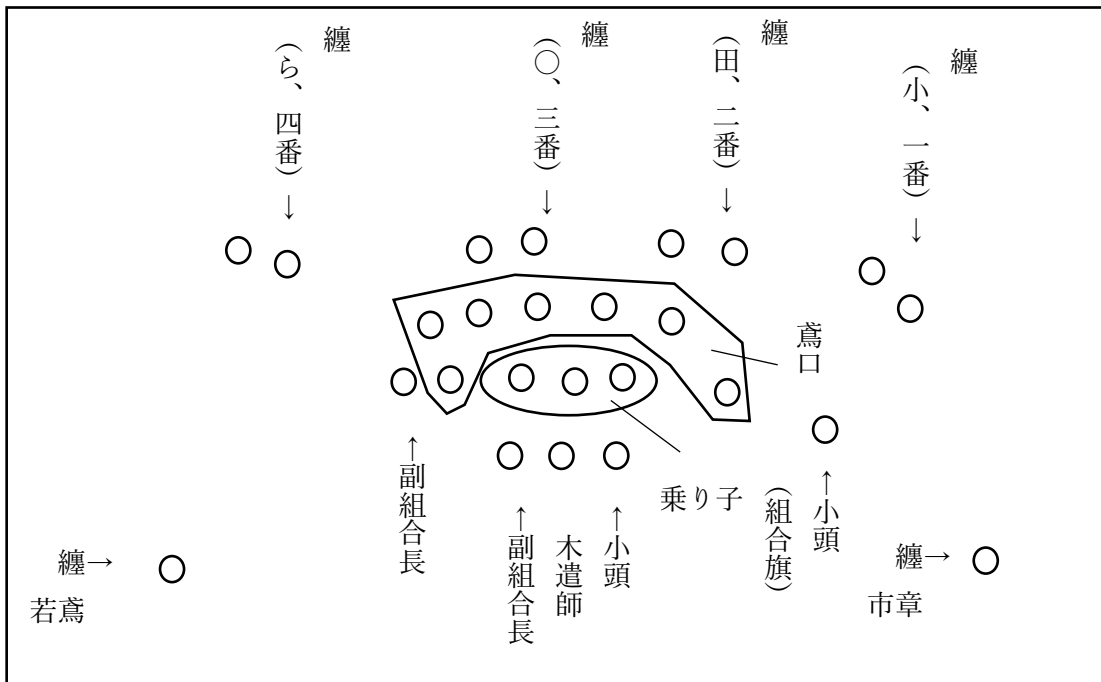 纏
(小、一番)→
纏
(田、二番)→
纏
(〇、三番)→
纏
(ら、四番)→
鳶口
←小頭
(組合旗)
乗り子
←小頭
木遣師
←副組合長
←副組合長
纏→
市章
纏→
若鳶